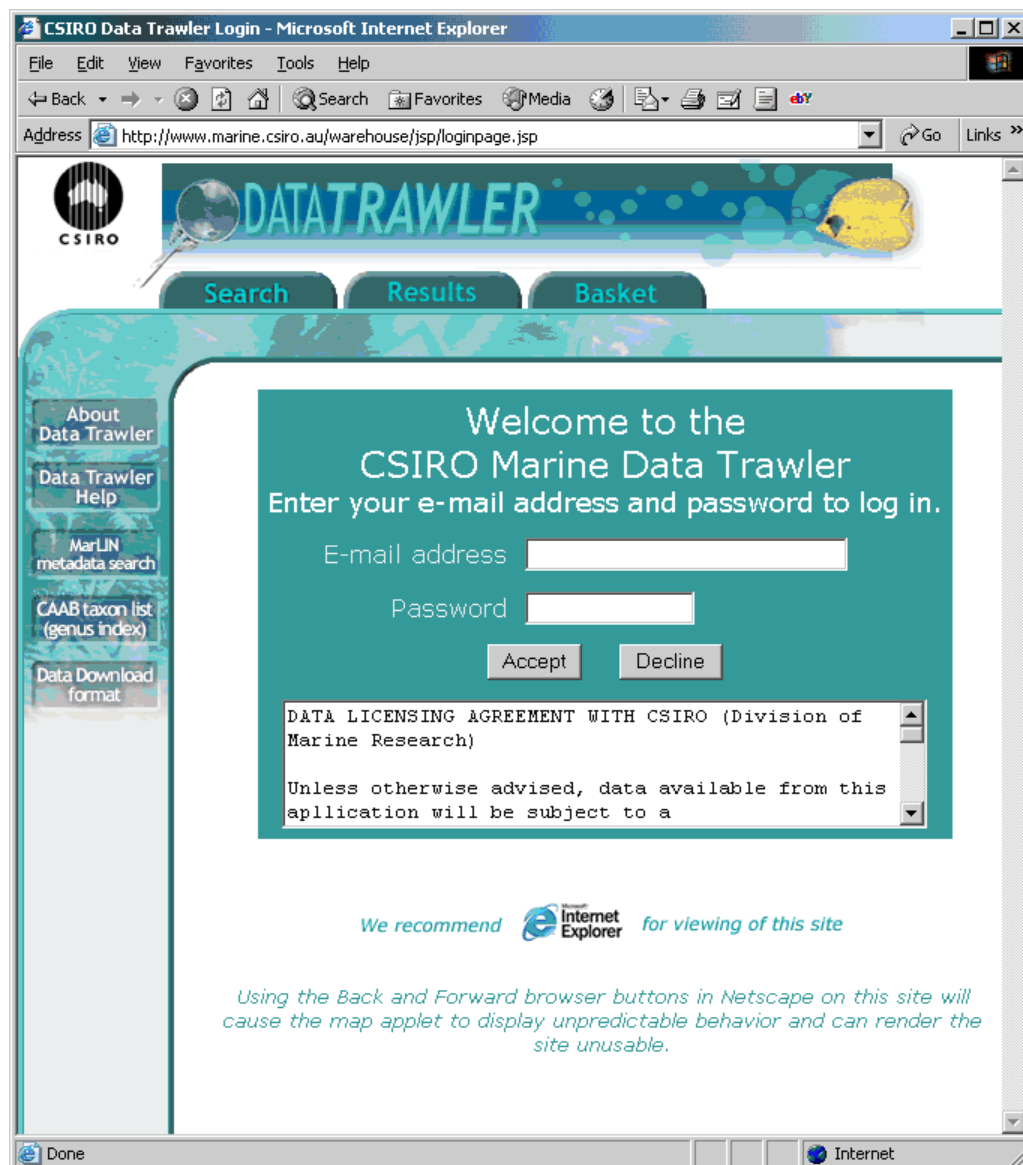 CSIRO Data Trawler Login - Microsoft Internet Explorer
File Edit View Favorites Tools Help
Back Search Favorites Media ebY
Address http://www.marine.csiro.au/warehouse/jsp/loginpage.jsp Go Links »
CSIRO
DATATRAWLER
Search Results Basket
About
Data Trawler
Data Trawler
Help
MarLIN
metadata search
CAAB taxon list
(genus index)
Data Download
format
Welcome to the
CSIRO Marine Data Trawler
Enter your e-mail address and password to log in.
E-mail address
Password
Accept Decline
DATA LICENSING AGREEMENT WITH CSIRO (Division of
Marine Research)
Unless otherwise advised, data available from this
apllication will be subject to a
We recommend Microsoft Internet Explorer for viewing of this site
Using the Back and Forward browser buttons in Netscape on this site will
cause the map applet to display unpredictable behavior and can render the
site unusable.
Done Internet